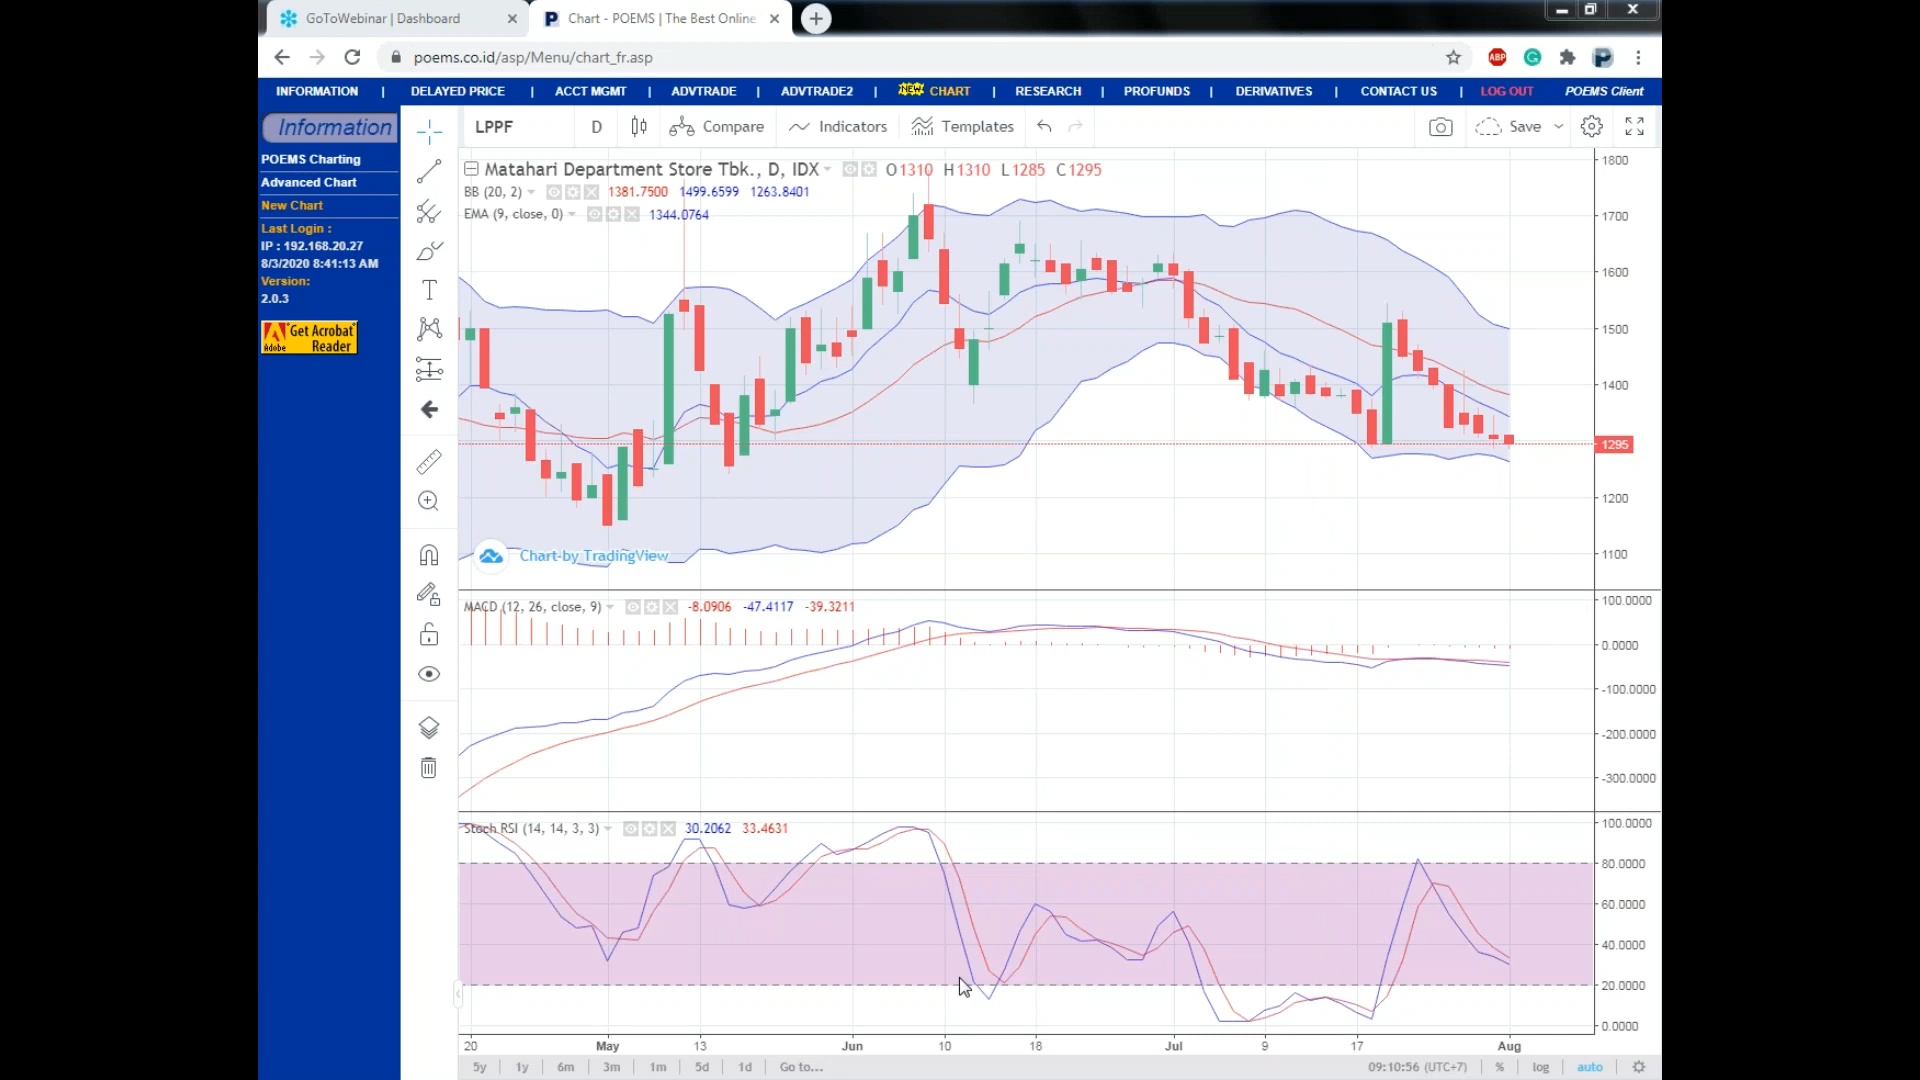 GoToWebinar | Dashboard
Chart - POEMS | The Best Online
poems.co.id/asp/Menu/chart_fr.asp
ABP
INFORMATION | DELAYED PRICE | ACCT MGMT | ADVTRADE | ADVTRADE2 | NEW CHART | RESEARCH | PROFUNDS | DERIVATIVES | CONTACT US | LOG OUT POEMS Client
Information
POEMS Charting
Advanced Chart
New Chart
Last Login :
IP : 192.168.20.27
8/3/2020 8:41:13 AM
Version:
2.0.3
Get Acrobat
Reader
Adobe
LPPF D Compare Indicators Templates Save
Matahari Department Store Tbk., D, IDX O1310 H1310 L1285 C1295
BB (20, 2) 1381.7500 1499.6599 1263.8401
EMA (9, close, 0) 1344.0764
1800
1700
1600
1500
1400
1295
1200
1100
Chart by TradingView
MACD (12, 26, close, 9) -8.0906 -47.4117 -39.3211
100.0000
0.0000
-100.0000
-200.0000
-300.0000
Stoch RSI (14, 14, 3, 3) 30.2062 33.4631
100.0000
80.0000
60.0000
40.0000
20.0000
0.0000
20 May 13 Jun 10 18 Jul 9 17 Aug
5y 1y 6m 3m 1m 5d 1d Go to... 09:10:56 (UTC+7) % log auto